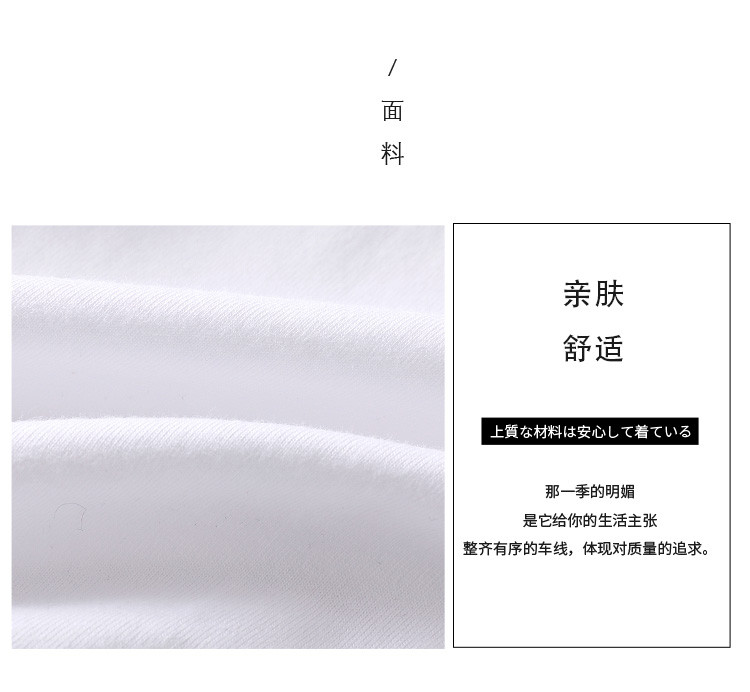 /
面
料
亲肤
舒适
上質な材料は安心して着ている
那一季的明媚
是它给你的生活主张
整齐有序的车线，体现对质量的追求。